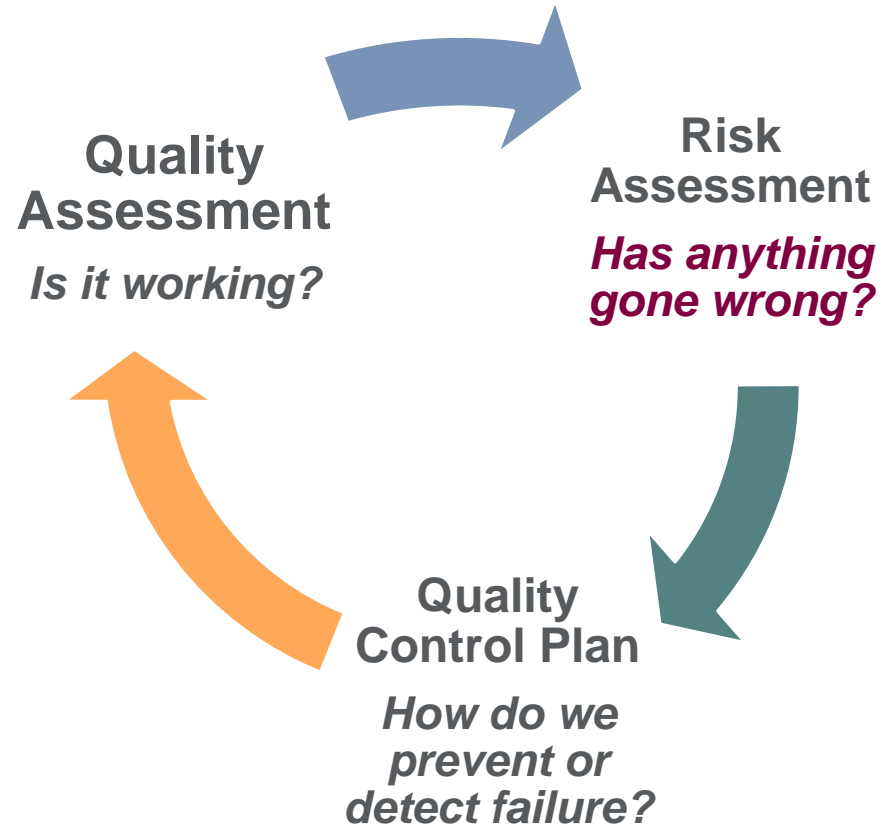 Quality
Assessment
Is it working?
Risk
Assessment
Has anything
gone wrong?
Quality
Control Plan
How do we
prevent or
detect failure?